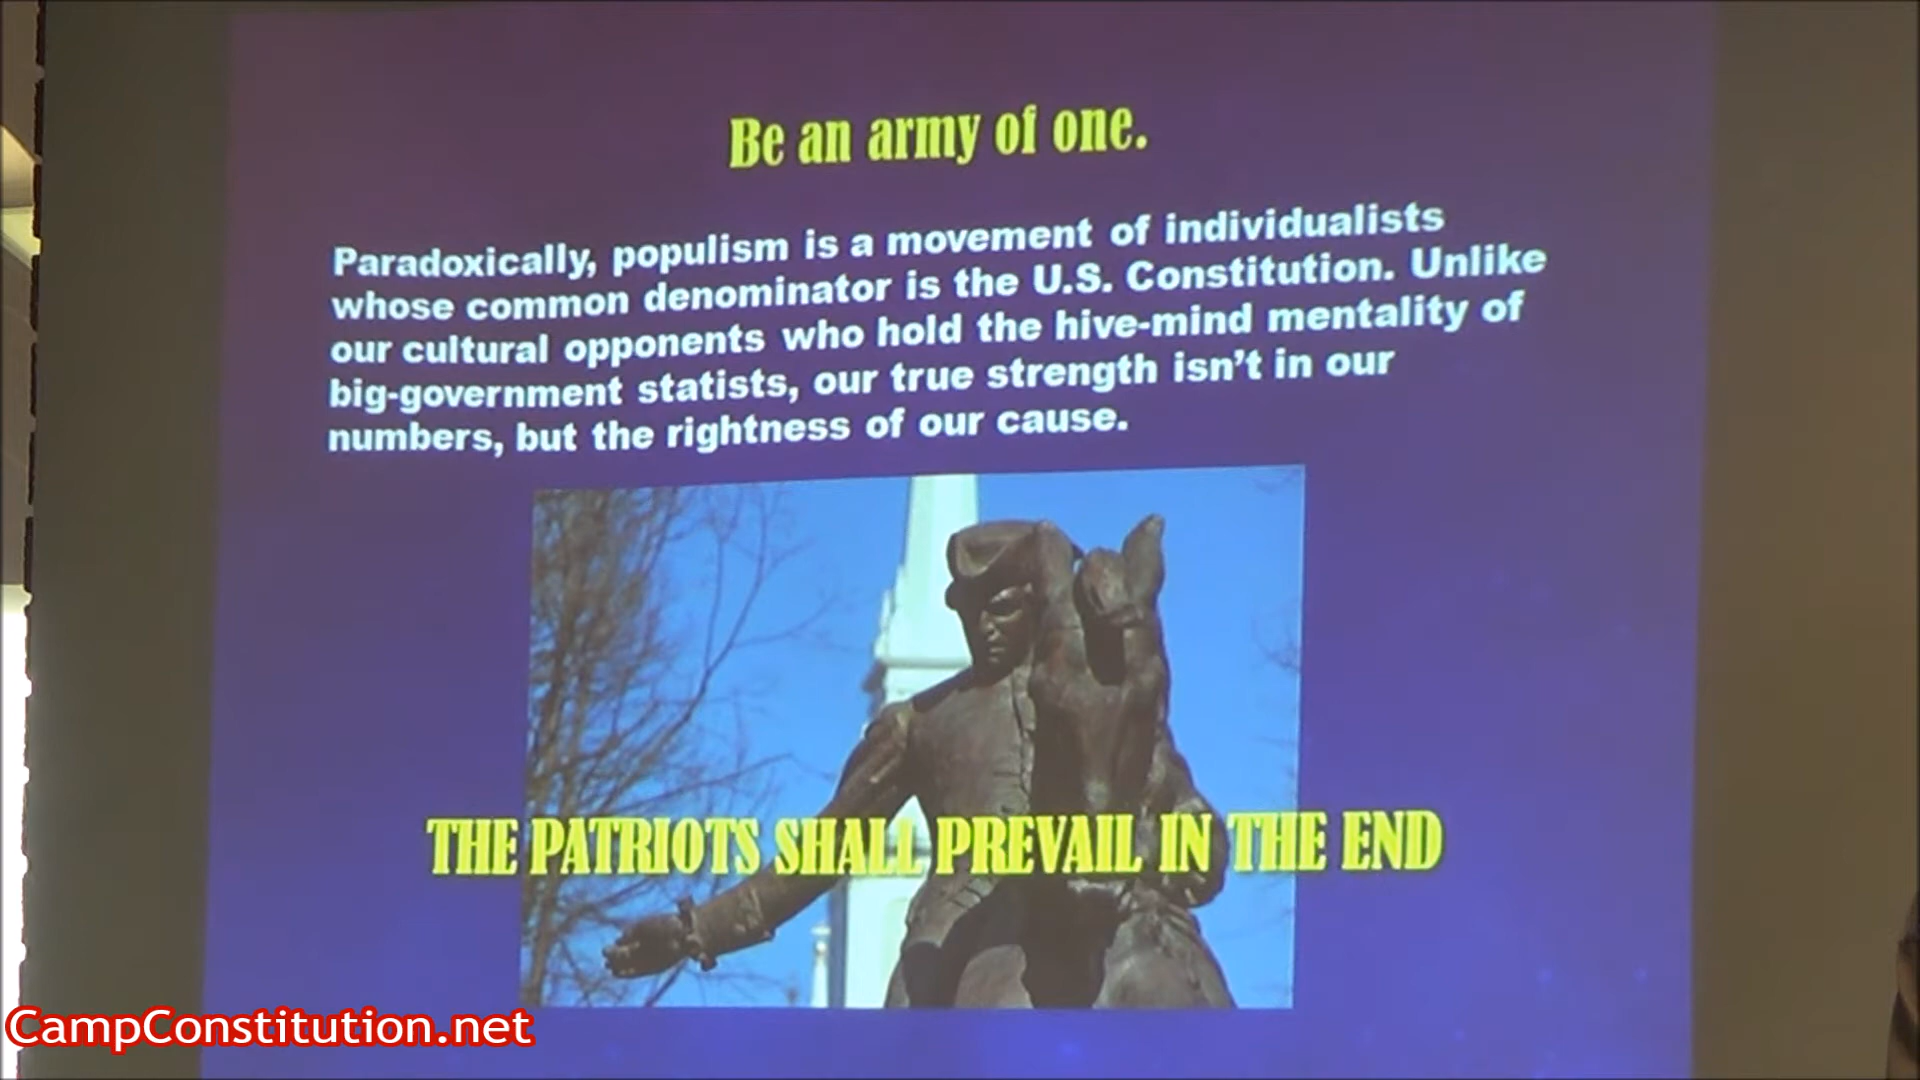 Be an army of one.
Paradoxically, populism is a movement of individualists
whose common denominator is the U.S. Constitution. Unlike
our cultural opponents who hold the hive-mind mentality of
big-government statists, our true strength isn't in our
numbers, but the rightness of our cause.
THE PATRIOTS SHALL PREVAIL IN THE END
CampConstitution.net